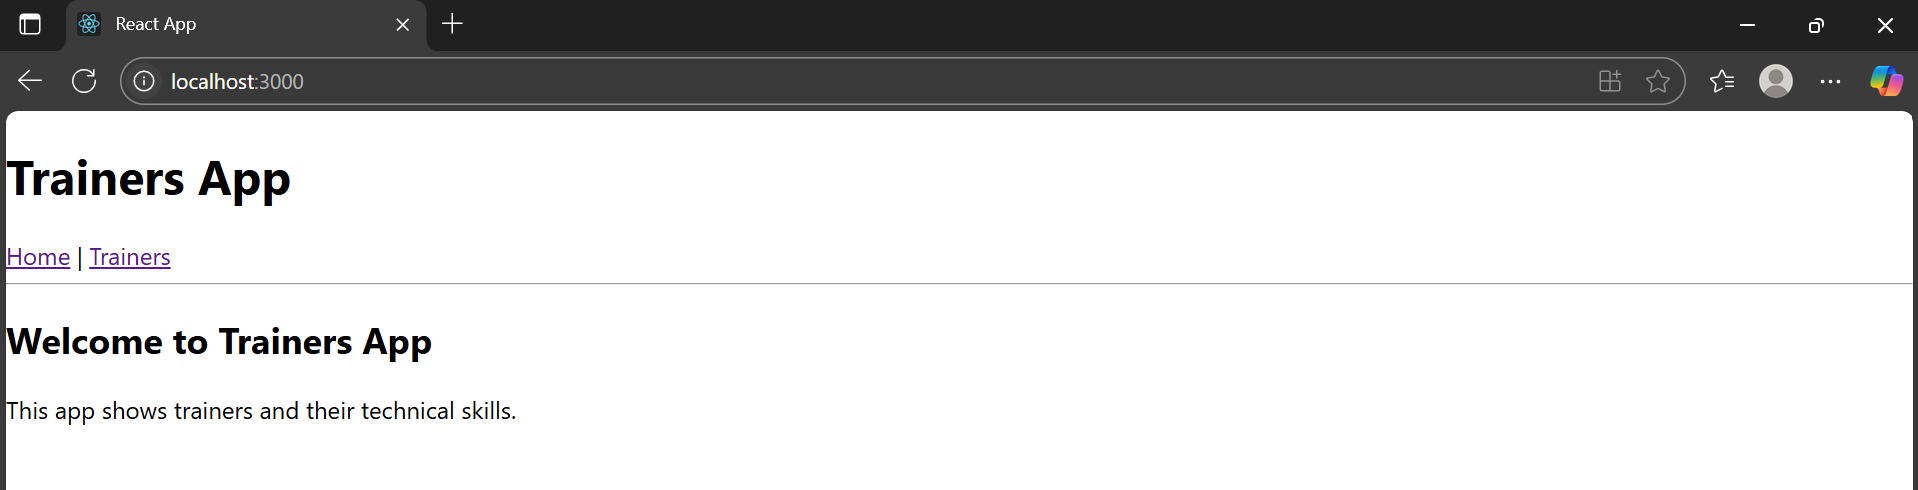 React App
localhost:3000
Trainers App
Home | Trainers
Welcome to Trainers App
This app shows trainers and their technical skills.